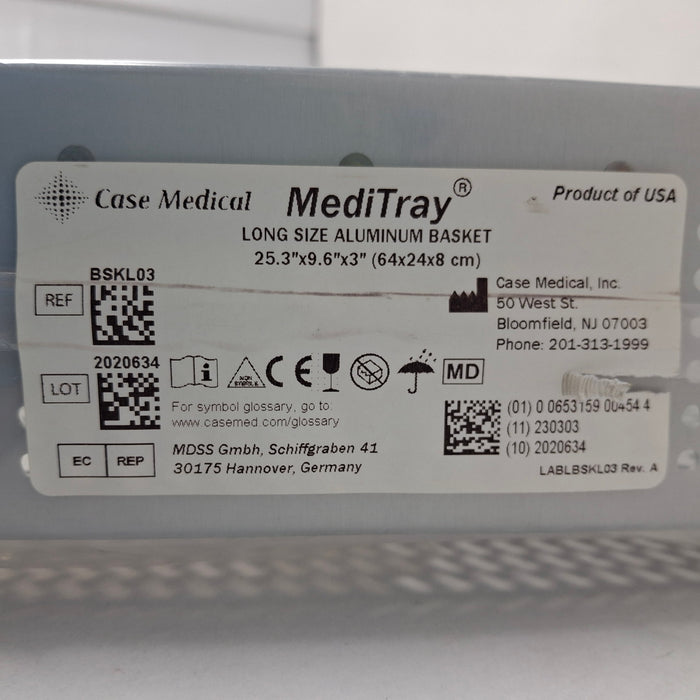 Case Medical MediTray® Product of USA
LONG SIZE ALUMINUM BASKET
25.3"x9.6"x3" (64x24x8 cm)
BSKL03
REF
Case Medical, Inc.
50 West St.
Bloomfield, NJ 07003
Phone: 201-313-1999
2020634
LOT
NON STERILE
CE
MD
For symbol glossary, go to:
www.casemed.com/glossary
(01) 0 0653159 00454 4
(11) 230303
(10) 2020634
EC REP
MDSS Gmbh, Schiffgraben 41
30175 Hannover, Germany
LABLBSKL03 Rev. A